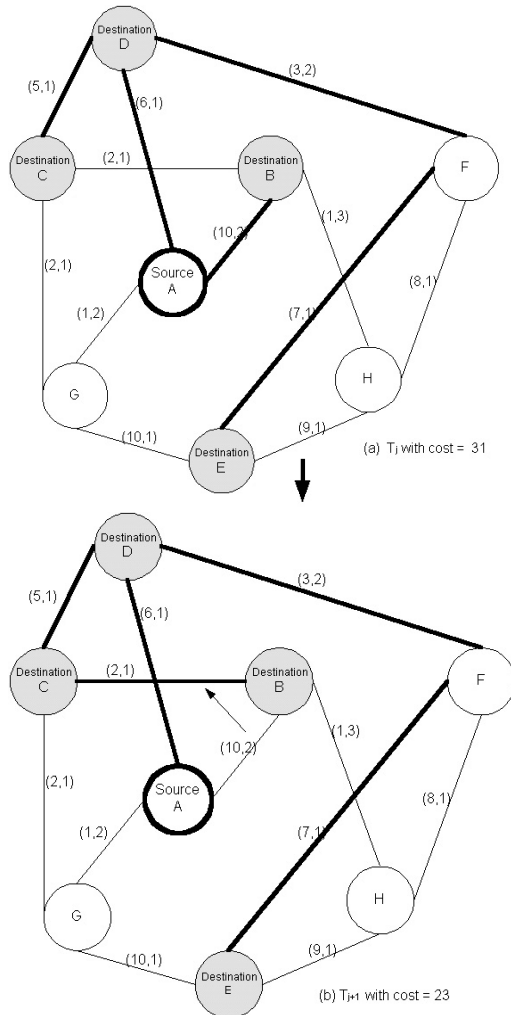 Destination
D
(3,2)
(5,1)
(6,1)
Destination
C
(2,1)
Destination
B
F
(10,2)
(1,3)
(2,1)
Source
A
(8,1)
(1,2)
(7,1)
G
H
(10,1)
Destination
E
(9,1)
(a) Tj with cost = 31
Destination
D
(3,2)
(5,1)
(6,1)
Destination
C
(2,1)
Destination
B
F
(10,2)
(1,3)
(2,1)
Source
A
(8,1)
(1,2)
(7,1)
G
H
(10,1)
(9,1)
Destination
E
(b) Tj+1 with cost = 23